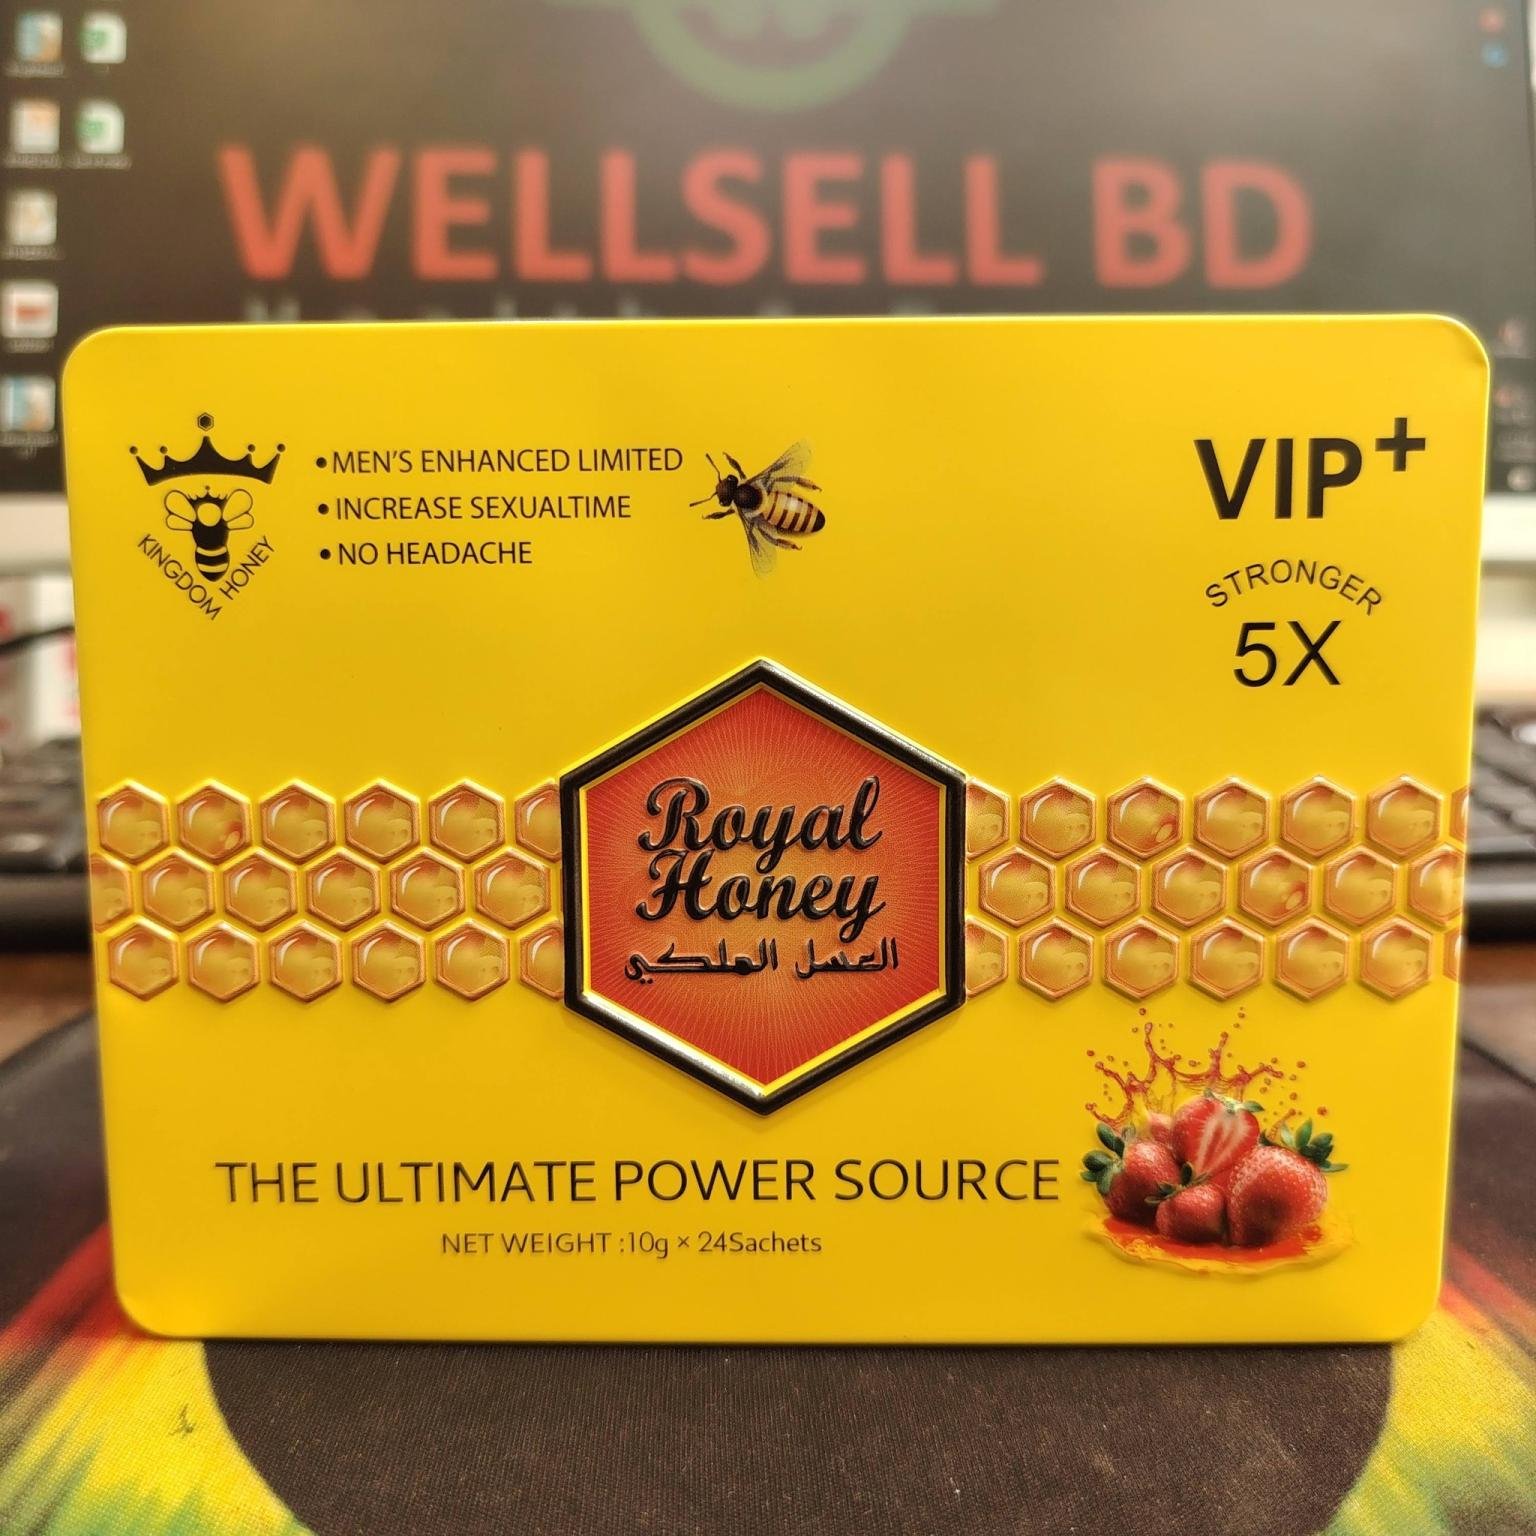 WELLSELL BD
KINGDOM HONEY
•MEN'S ENHANCED LIMITED
•INCREASE SEXUALTIME
•NO HEADACHE
VIP+
STRONGER
5X
Royal
Honey
العسل الملكي
THE ULTIMATE POWER SOURCE
NET WEIGHT :10g × 24Sachets